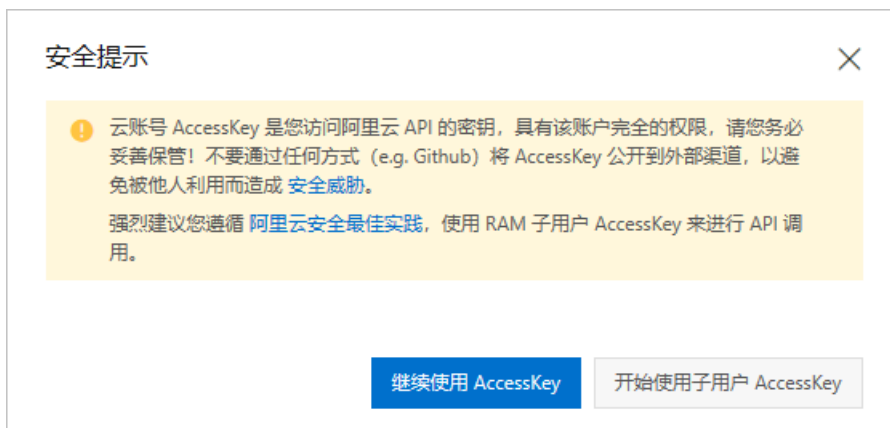 安全提示
云账号 AccessKey 是您访问阿里云 API 的密钥，具有该账户完全的权限，请您务必
妥善保管！不要通过任何方式（e.g. Github）将 AccessKey 公开到外部渠道，以避
免被他人利用而造成 安全威胁。
强烈建议您遵循 阿里云安全最佳实践，使用 RAM 子用户 AccessKey 来进行 API 调
用。
继续使用 AccessKey 开始使用子用户 AccessKey